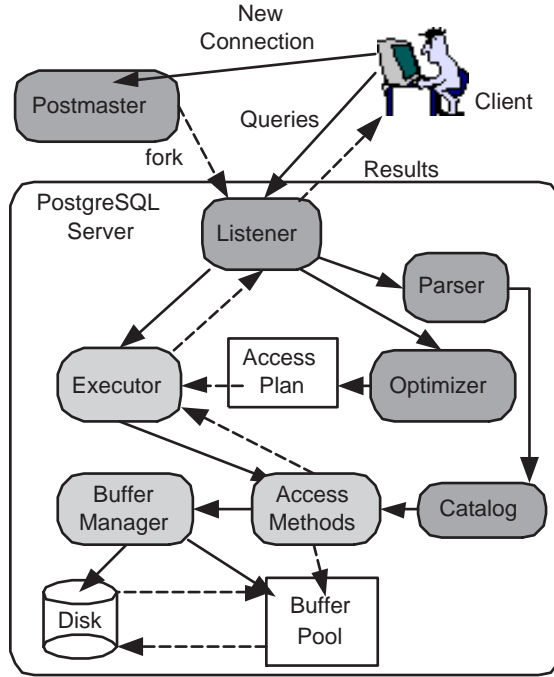 New
Connection
Postmaster
Client
Queries
fork
Results
PostgreSQL
Server
Listener
Parser
Executor
Access
Plan
Optimizer
Buffer
Manager
Access
Methods
Catalog
Disk
Buffer
Pool